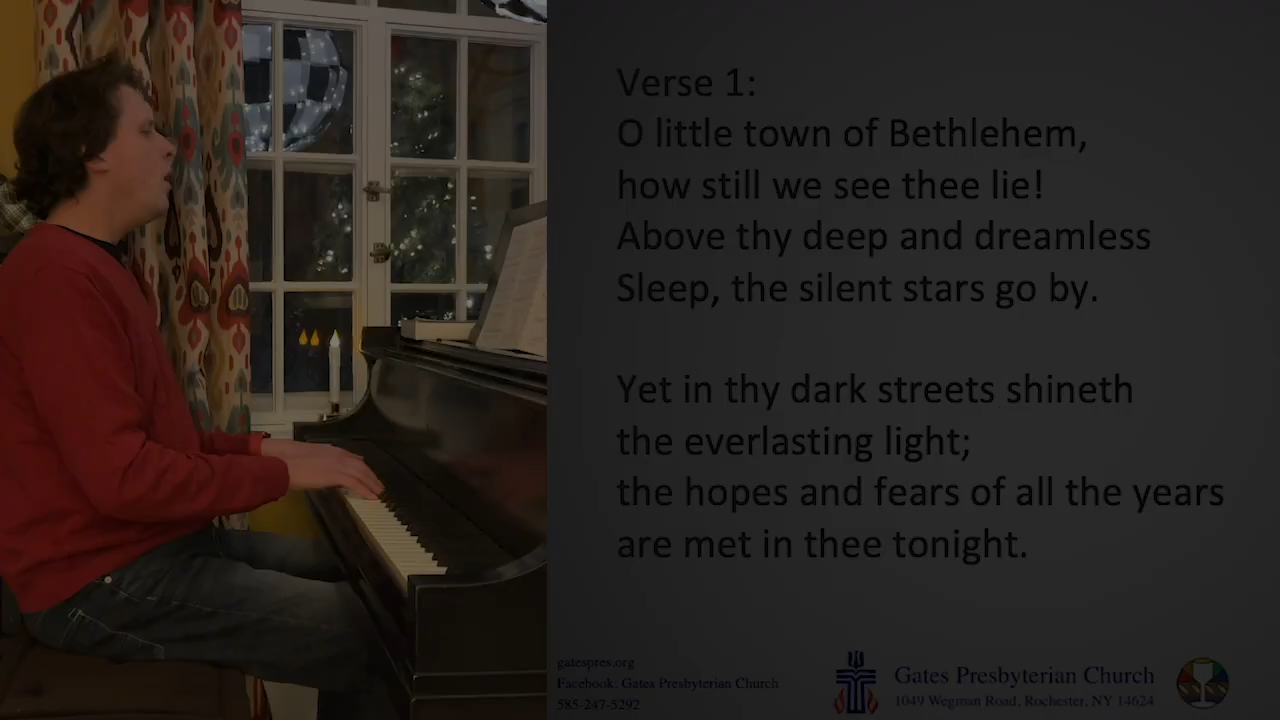 Verse 1:
O little town of Bethlehem,
how still we see thee lie!
Above thy deep and dreamless
Sleep, the silent stars go by.
Yet in thy dark streets shineth
the everlasting light;
the hopes and fears of all the years
are met in thee tonight.
gatespres.org
Facebook: Gates Presbyterian Church
585-247-5292
Gates Presbyterian Church
1049 Wegman Road, Rochester, NY 14624